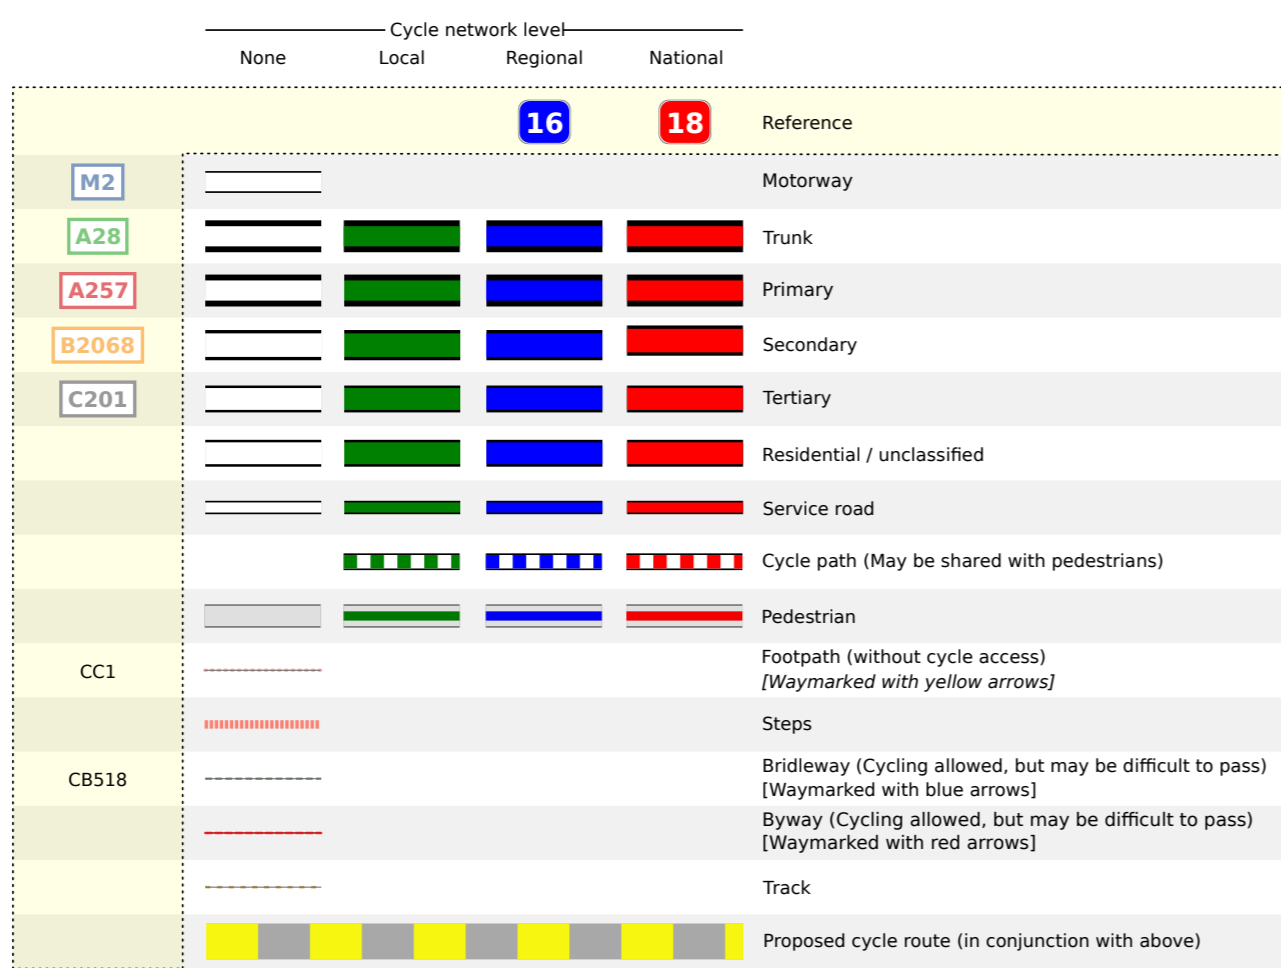 Cycle network level
None Local Regional National
16 18 Reference
M2 Motorway
A28 Trunk
A257 Primary
B2068 Secondary
C201 Tertiary
Residential / unclassified
Service road
Cycle path (May be shared with pedestrians)
Pedestrian
CC1 Footpath (without cycle access)
[Waymarked with yellow arrows]
Steps
CB518 Bridleway (Cycling allowed, but may be difficult to pass)
[Waymarked with blue arrows]
Byway (Cycling allowed, but may be difficult to pass)
[Waymarked with red arrows]
Track
Proposed cycle route (in conjunction with above)